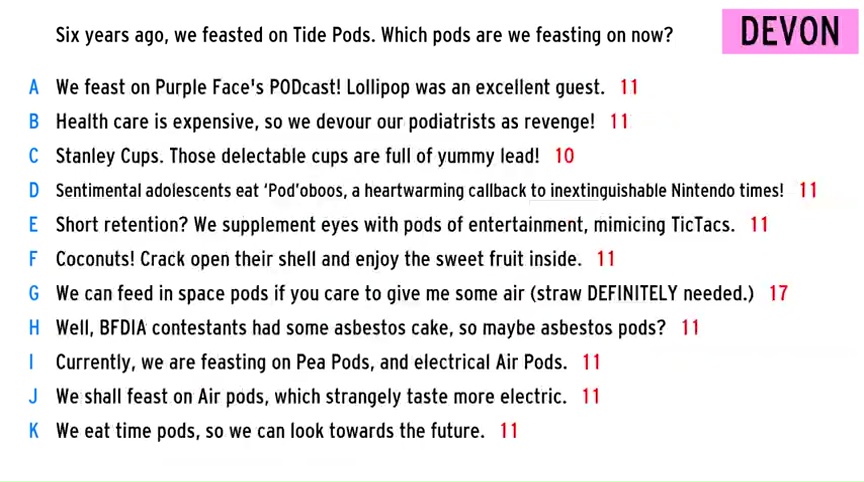 Six years ago, we feasted on Tide Pods. Which pods are we feasting on now?
DEVON
A We feast on Purple Face's PODcast! Lollipop was an excellent guest. 11
B Health care is expensive, so we devour our podiatrists as revenge! 11
C Stanley Cups. Those delectable cups are full of yummy lead! 10
D Sentimental adolescents eat ‘Pod’oboos, a heartwarming callback to inextinguishable Nintendo times! 11
E Short retention? We supplement eyes with pods of entertainment, mimicing TicTacs. 11
F Coconuts! Crack open their shell and enjoy the sweet fruit inside. 11
G We can feed in space pods if you care to give me some air (straw DEFINITELY needed.) 17
H Well, BFDIA contestants had some asbestos cake, so maybe asbestos pods? 11
I Currently, we are feasting on Pea Pods, and electrical Air Pods. 11
J We shall feast on Air pods, which strangely taste more electric. 11
K We eat time pods, so we can look towards the future. 11